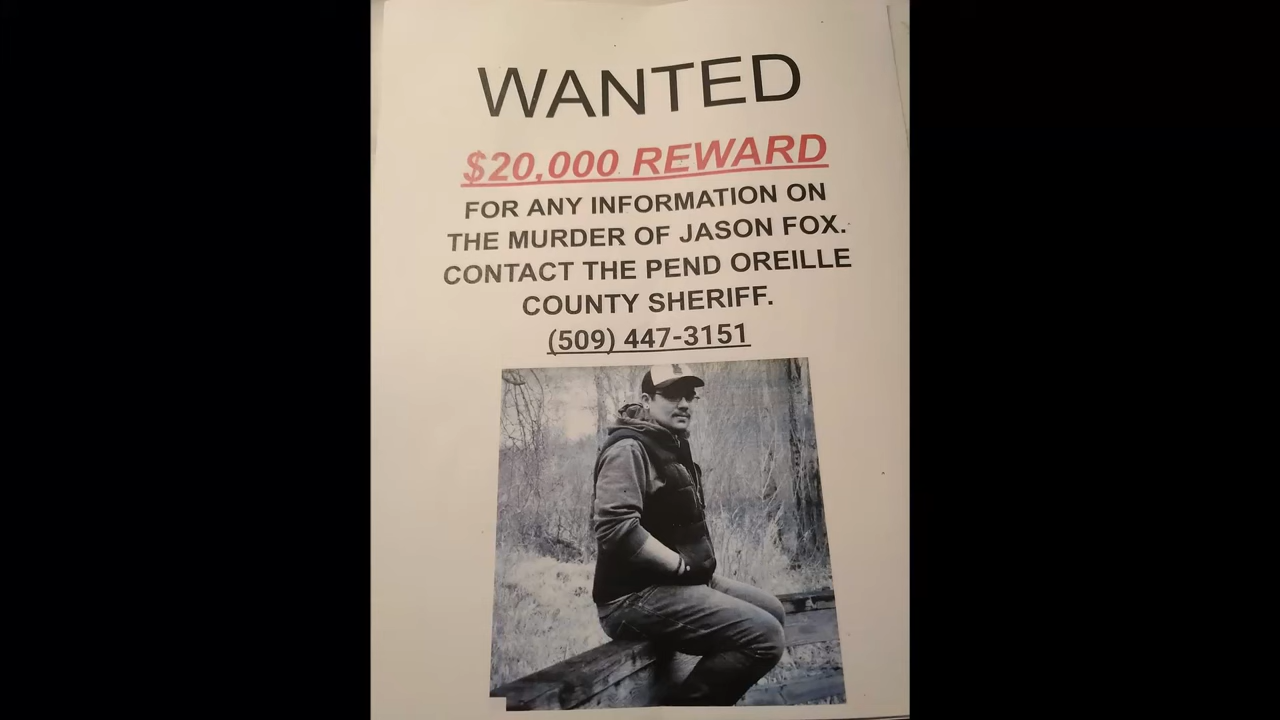 WANTED
$20,000 REWARD
FOR ANY INFORMATION ON
THE MURDER OF JASON FOX.
CONTACT THE PEND OREILLE
COUNTY SHERIFF.
(509) 447-3151